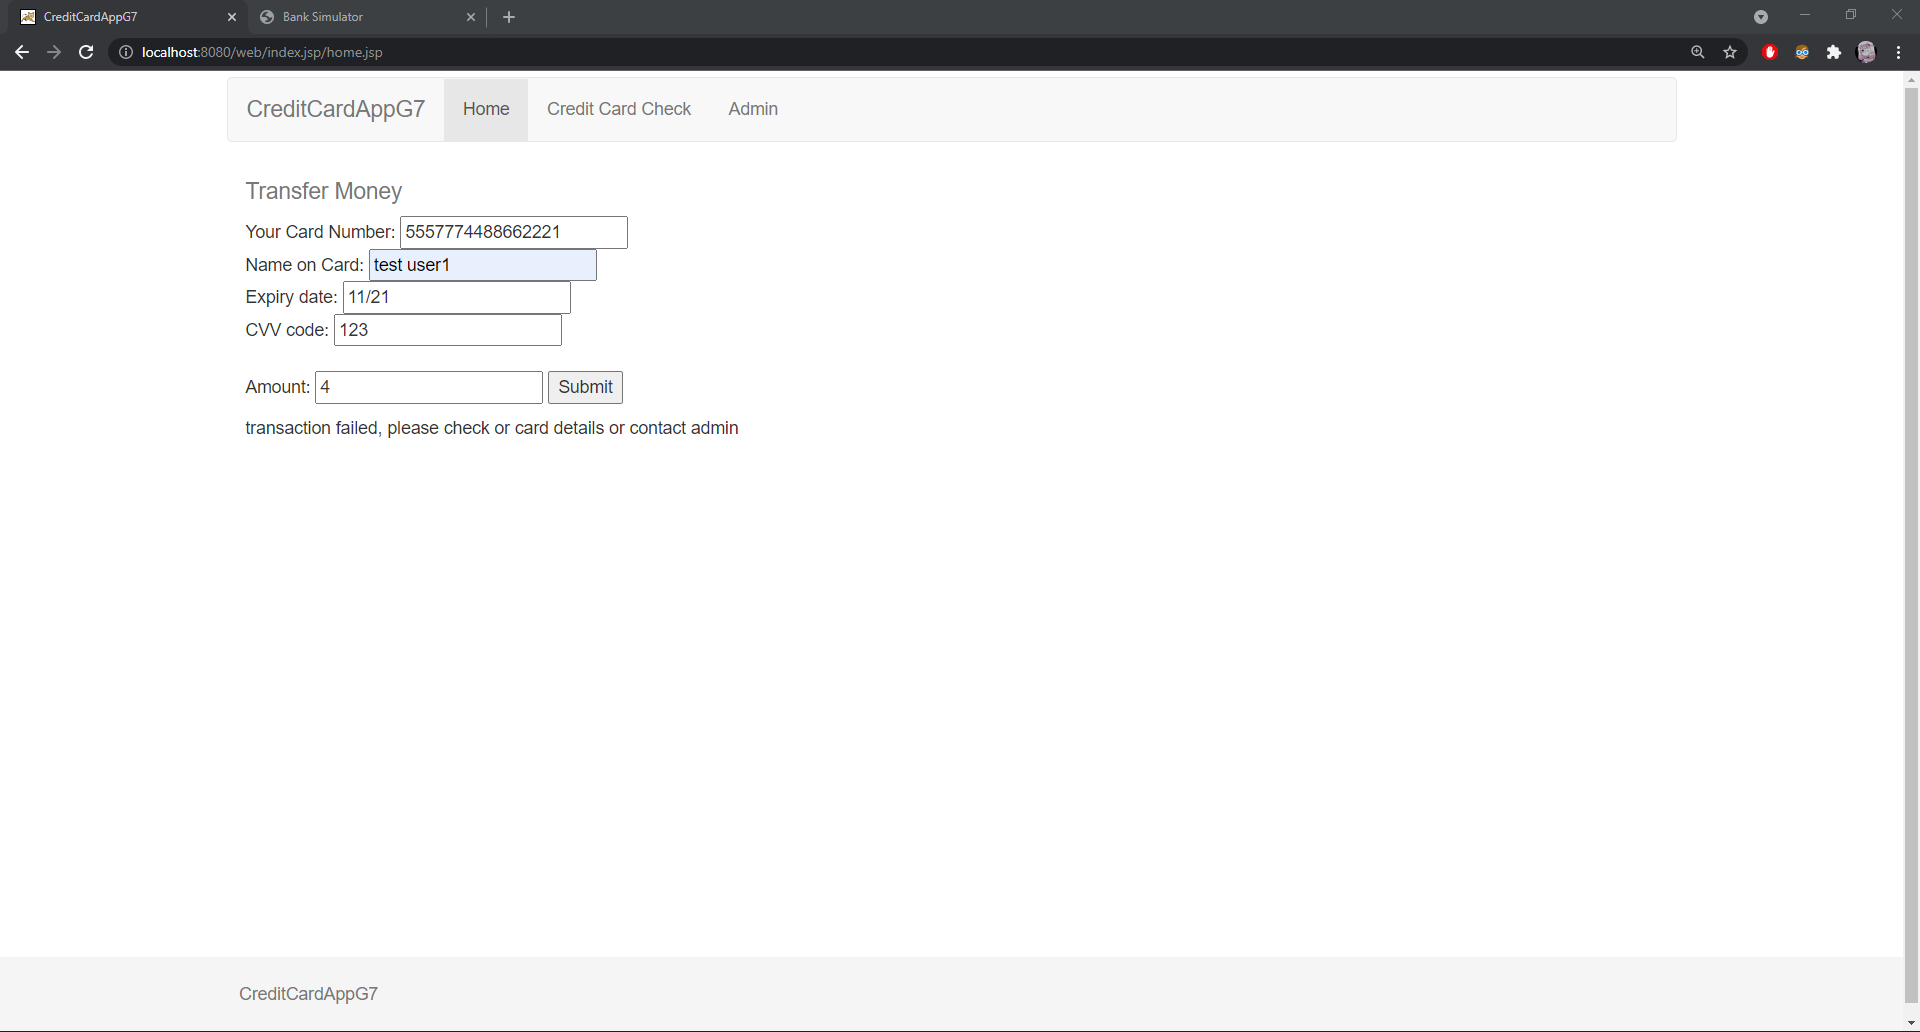 CreditCardAppG7
Bank Simulator
localhost:8080/web/index.jsp/home.jsp
CreditCardAppG7 Home Credit Card Check Admin
Transfer Money
Your Card Number: 5557774488662221
Name on Card: test user1
Expiry date: 11/21
CVV code: 123
Amount: 4 Submit
transaction failed, please check or card details or contact admin
CreditCardAppG7